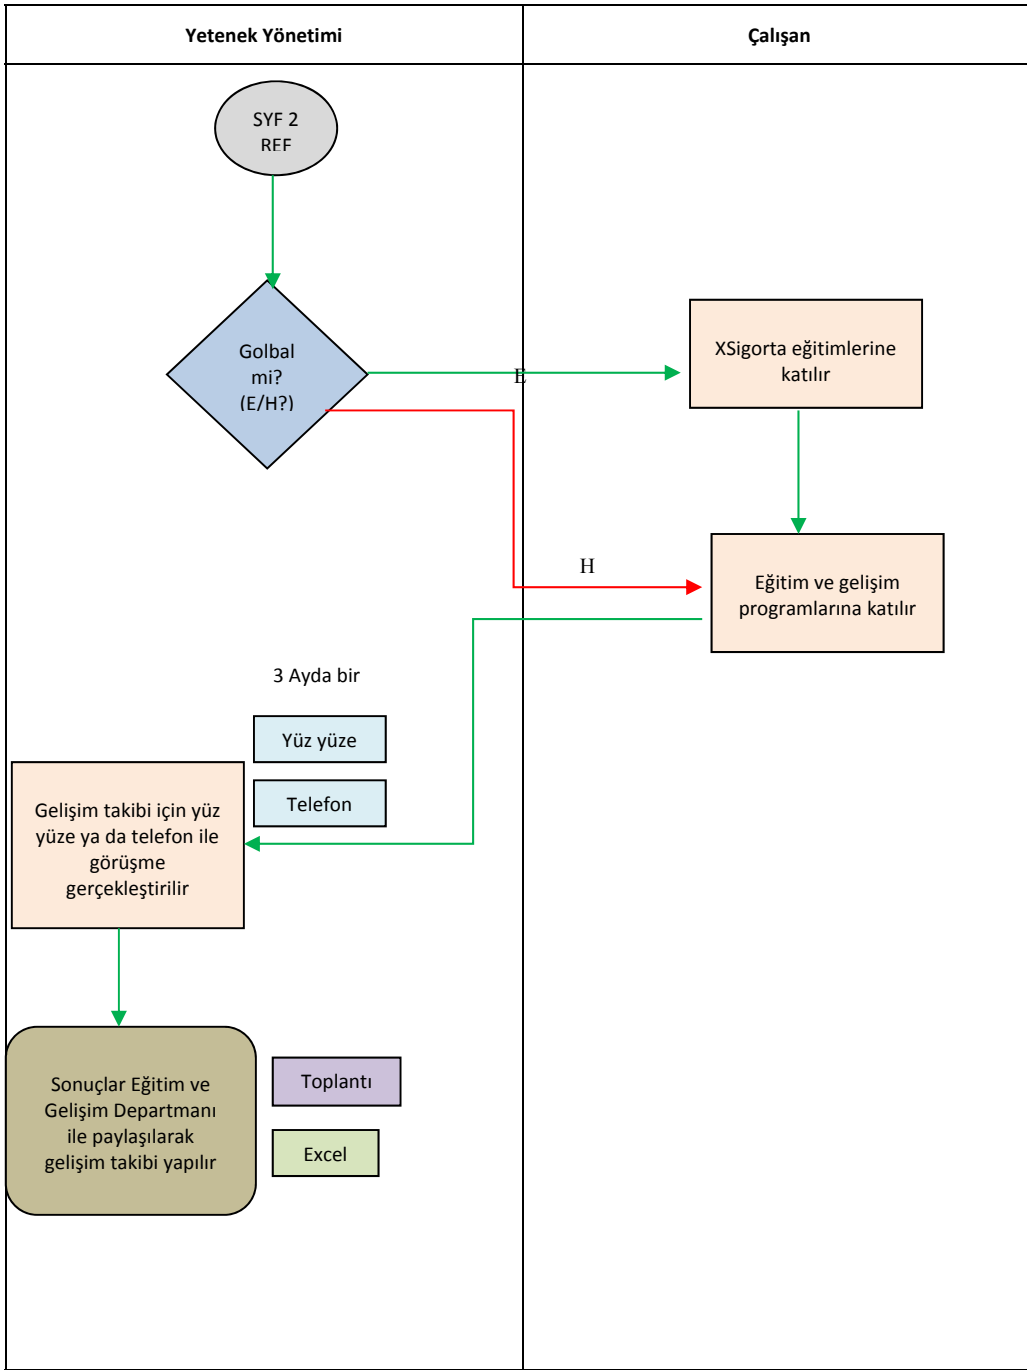 Yetenek Yönetimi
Çalışan
SYF 2
REF
Golbal
mi?
(E/H?)
E
XSigorta eğitimlerine
katılır
H
Eğitim ve gelişim
programlarına katılır
3 Ayda bir
Yüz yüze
Telefon
Gelişim takibi için yüz
yüze ya da telefon ile
görüşme
gerçekleştirilir
Sonuçlar Eğitim ve
Gelişim Departmanı
ile paylaşılarak
gelişim takibi yapılır
Toplantı
Excel